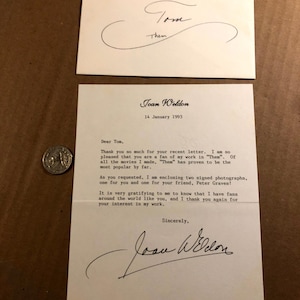 Tom
Them
Joan Weldon
14 January 1993
Dear Tom,
Thank you so much for your recent letter. I am so
pleased that you are a fan of my work in "Them". Of
all the movies I made, "Them" has proven to be the
most popular by far.
As you requested, I am enclosing two signed photographs,
one for you and one for your friend, Peter Graves!
It is very gratifying to me to know that I have fans
around the world like you, and I thank you again for
your interest in my work.
Sincerely,
Joan Weldon